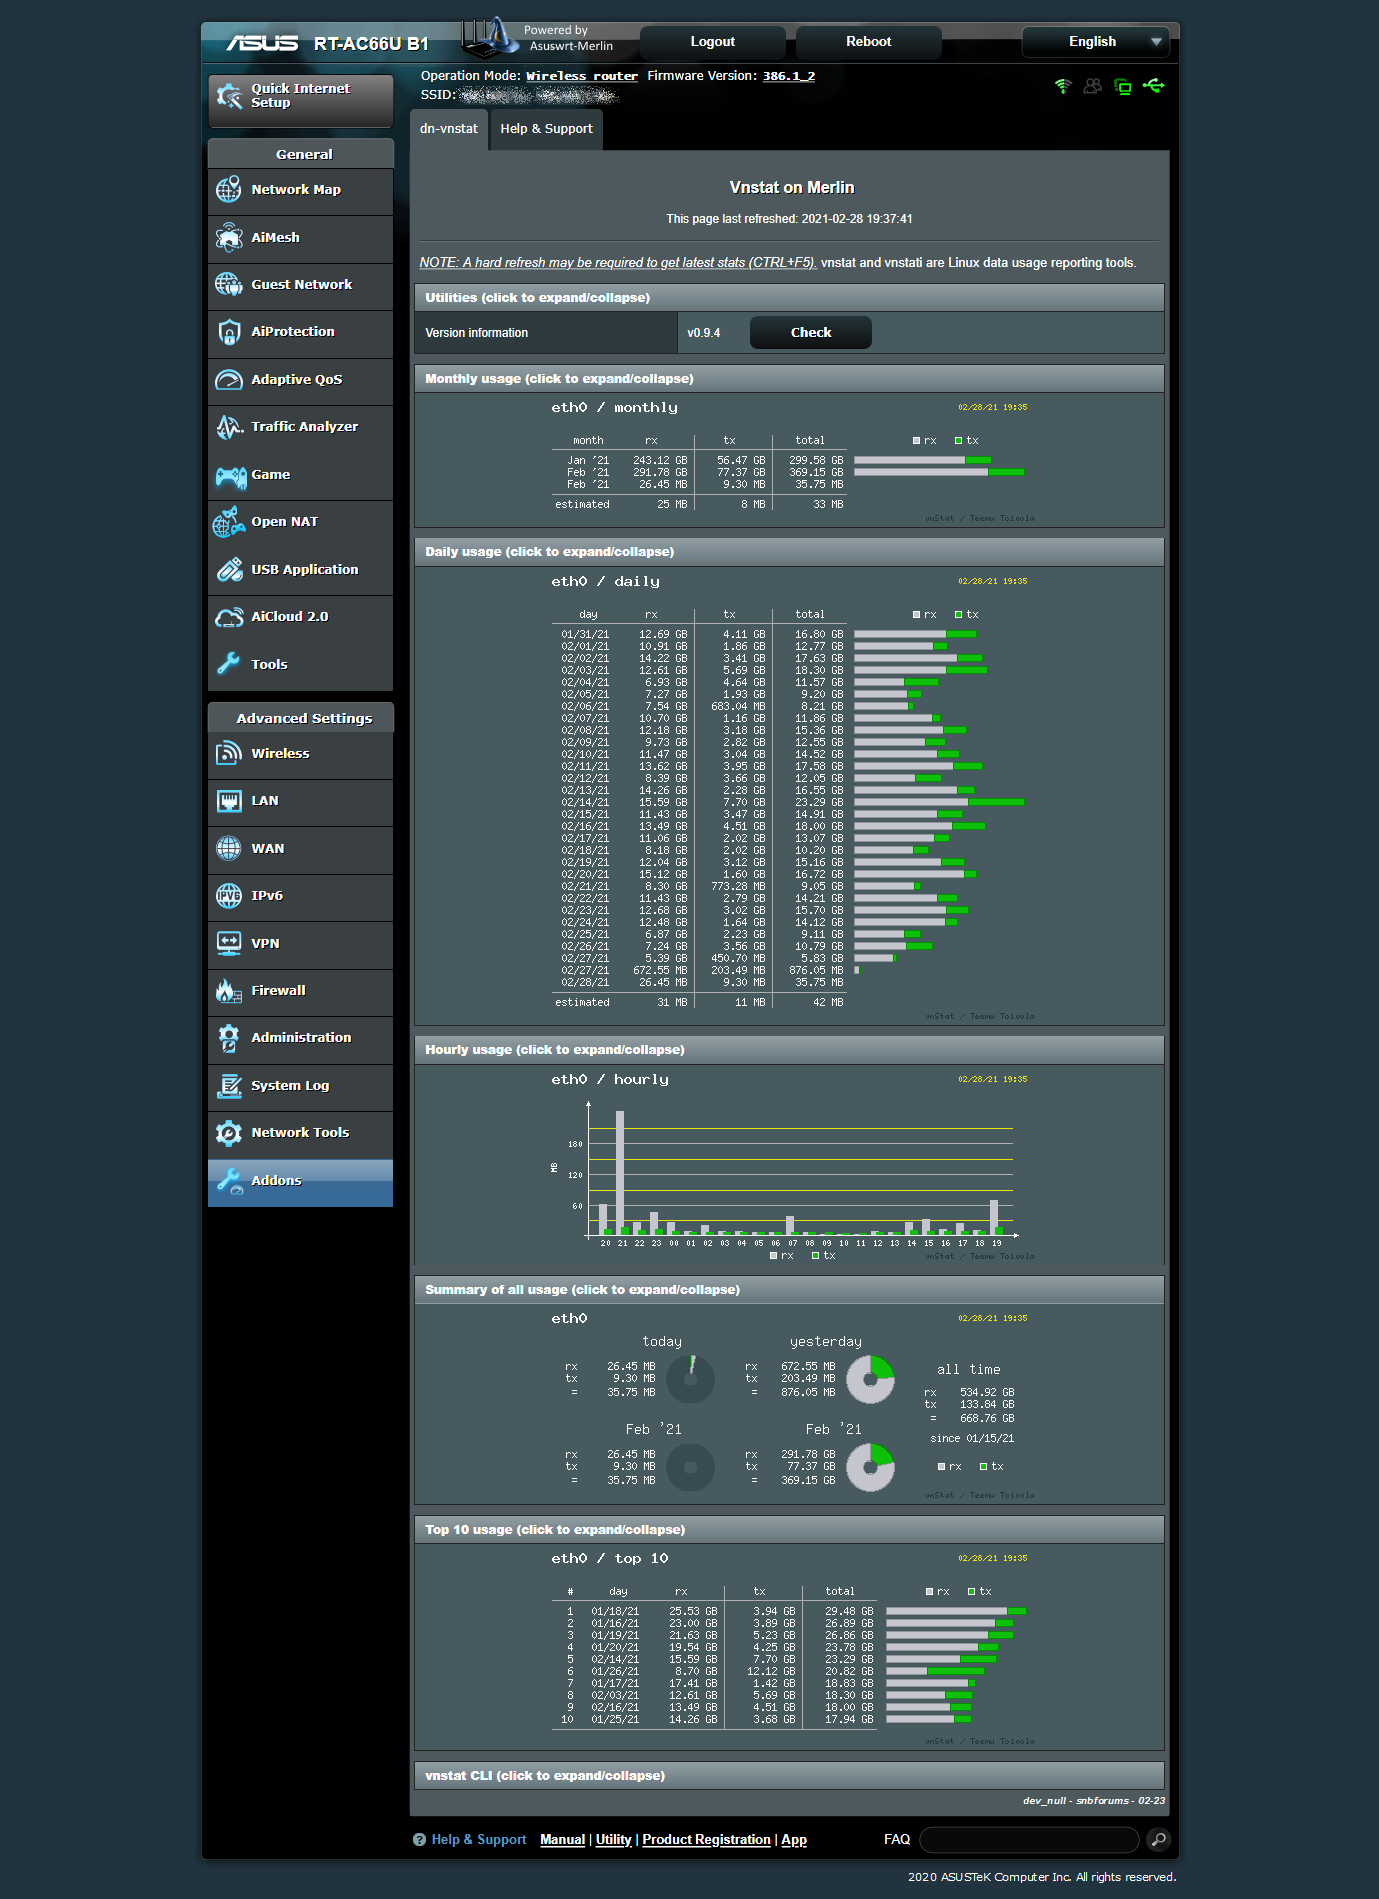 ASUS RT-AC66U B1
Powered by
Asuswrt-Merlin
Logout
Reboot
English
Quick Internet
Setup
Operation Mode: Wireless router Firmware Version: 386.1_2
SSID:
dn-vnstat
Help & Support
General
Network Map
AiMesh
Guest Network
AiProtection
Adaptive QoS
Traffic Analyzer
Game
Open NAT
USB Application
AiCloud 2.0
Tools
Advanced Settings
Wireless
LAN
WAN
IPv6
VPN
Firewall
Administration
System Log
Network Tools
Addons
Vnstat on Merlin
This page last refreshed: 2021-02-28 19:37:41
NOTE: A hard refresh may be required to get latest stats (CTRL+F5). vnstat and vnstati are Linux data usage reporting tools.
Utilities (click to expand/collapse)
Version information v0.9.4 Check
Monthly usage (click to expand/collapse)
eth0 / monthly 02/28/21 19:35
month rx tx total rx tx
Jan '21 243.12 GB 56.47 GB 299.58 GB
Feb '21 291.78 GB 77.37 GB 369.15 GB
Feb '21 26.45 MB 9.30 MB 35.75 MB
estimated 25 MB 8 MB 33 MB
vnStat / Teemu Toivola
Daily usage (click to expand/collapse)
eth0 / daily 02/28/21 19:35
day rx tx total rx tx
01/31/21 12.69 GB 4.11 GB 16.80 GB
02/01/21 10.91 GB 1.86 GB 12.77 GB
02/02/21 14.22 GB 3.41 GB 17.63 GB
02/03/21 12.61 GB 5.69 GB 18.30 GB
02/04/21 6.93 GB 4.64 GB 11.57 GB
02/05/21 7.27 GB 1.93 GB 9.20 GB
02/06/21 7.54 GB 683.04 MB 8.21 GB
02/07/21 10.70 GB 1.16 GB 11.86 GB
02/08/21 12.18 GB 3.18 GB 15.36 GB
02/09/21 9.73 GB 2.82 GB 12.55 GB
02/10/21 11.47 GB 3.04 GB 14.52 GB
02/11/21 13.62 GB 3.95 GB 17.58 GB
02/12/21 8.39 GB 3.66 GB 12.05 GB
02/13/21 14.26 GB 2.28 GB 16.55 GB
02/14/21 15.59 GB 7.70 GB 23.29 GB
02/15/21 11.43 GB 3.47 GB 14.91 GB
02/16/21 13.49 GB 4.51 GB 18.00 GB
02/17/21 11.06 GB 2.02 GB 13.07 GB
02/18/21 8.18 GB 2.02 GB 10.20 GB
02/19/21 12.04 GB 3.12 GB 15.16 GB
02/20/21 15.12 GB 1.60 GB 16.72 GB
02/21/21 8.30 GB 773.28 MB 9.05 GB
02/22/21 11.43 GB 2.79 GB 14.21 GB
02/23/21 12.68 GB 3.02 GB 15.70 GB
02/24/21 12.48 GB 1.64 GB 14.12 GB
02/25/21 6.87 GB 2.23 GB 9.11 GB
02/26/21 7.24 GB 3.56 GB 10.79 GB
02/27/21 5.39 GB 450.70 MB 5.83 GB
02/27/21 672.55 MB 203.49 MB 876.05 MB
02/28/21 26.45 MB 9.30 MB 35.75 MB
estimated 31 MB 11 MB 42 MB
vnStat / Teemu Toivola
Hourly usage (click to expand/collapse)
eth0 / hourly 02/28/21 19:35
180
120
60
MB
20 21 22 23 00 01 02 03 04 05 06 07 08 09 10 11 12 13 14 15 16 17 18 19
rx tx
vnStat / Teemu Toivola
Summary of all usage (click to expand/collapse)
eth0 02/28/21 19:35
today
rx 26.45 MB
tx 9.30 MB
= 35.75 MB
yesterday
rx 672.55 MB
tx 203.49 MB
= 876.05 MB
Feb '21
rx 26.45 MB
tx 9.30 MB
= 35.75 MB
Feb '21
rx 291.78 GB
tx 77.37 GB
= 369.15 GB
all time
rx 534.92 GB
tx 133.84 GB
= 668.76 GB
since 01/15/21
rx tx
vnStat / Teemu Toivola
Top 10 usage (click to expand/collapse)
eth0 / top 10 02/28/21 19:35
# day rx tx total rx tx
1 01/18/21 25.53 GB 3.94 GB 29.48 GB
2 01/16/21 23.00 GB 3.89 GB 26.89 GB
3 01/19/21 21.63 GB 5.23 GB 26.86 GB
4 01/20/21 19.54 GB 4.25 GB 23.78 GB
5 02/14/21 15.59 GB 7.70 GB 23.29 GB
6 01/26/21 8.70 GB 12.12 GB 20.82 GB
7 01/17/21 17.41 GB 1.42 GB 18.83 GB
8 02/03/21 12.61 GB 5.69 GB 18.30 GB
9 02/16/21 13.49 GB 4.51 GB 18.00 GB
10 01/25/21 14.26 GB 3.68 GB 17.94 GB
vnStat / Teemu Toivola
vnstat CLI (click to expand/collapse)
dev_null - snbforums - 02-23
? Help & Support Manual | Utility | Product Registration | App FAQ
2020 ASUSTeK Computer Inc. All rights reserved.